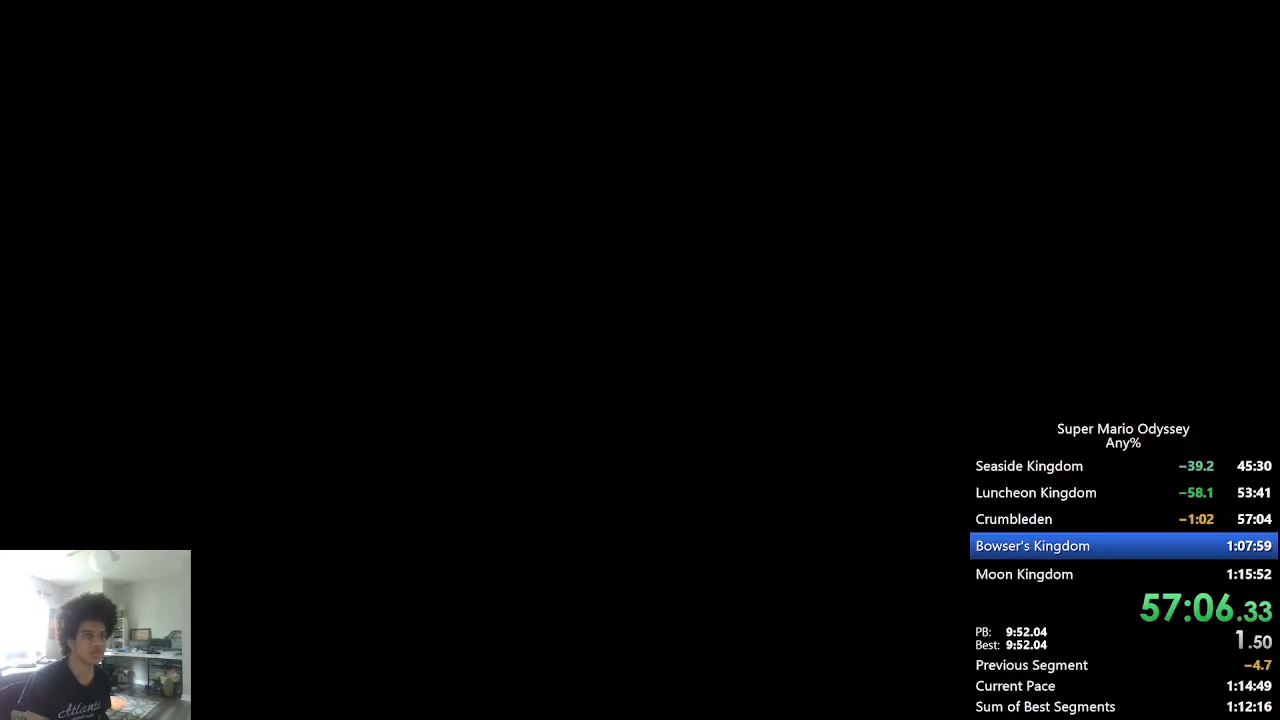 Super Mario Odyssey
Any%
Seaside Kingdom −39.2 45:30
Luncheon Kingdom −58.1 53:41
Crumbleden −1:02 57:04
Bowser's Kingdom 1:07:59
Moon Kingdom 1:15:52
57:06.33
PB: 9:52.04 1.50
Best: 9:52.04
Previous Segment −4.7
Current Pace 1:14:49
Sum of Best Segments 1:12:16
Atlanta